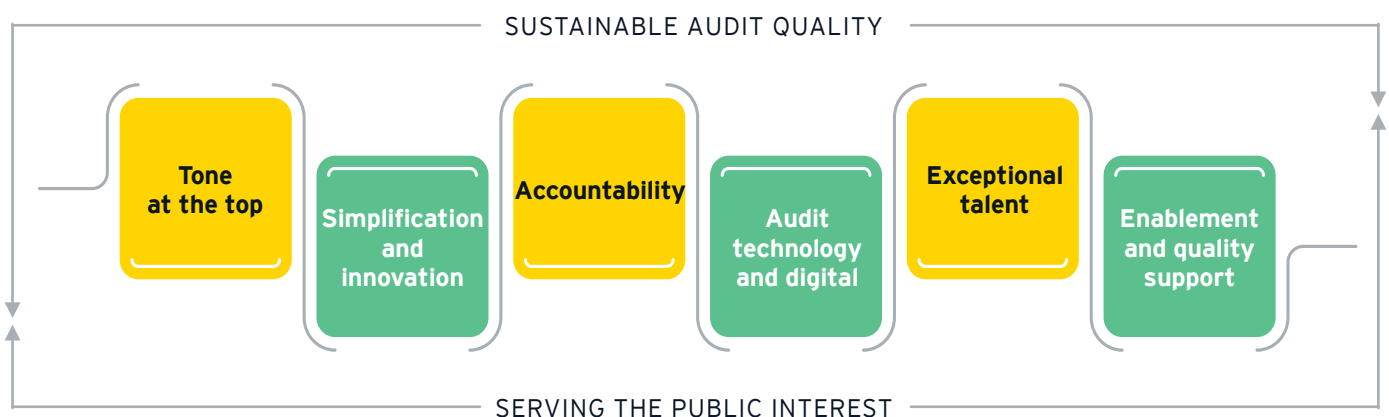 SUSTAINABLE AUDIT QUALITY
Tone
at the top
Simplification
and
innovation
Accountability
Audit
technology
and digital
Exceptional
talent
Enablement
and quality
support
SERVING THE PUBLIC INTEREST